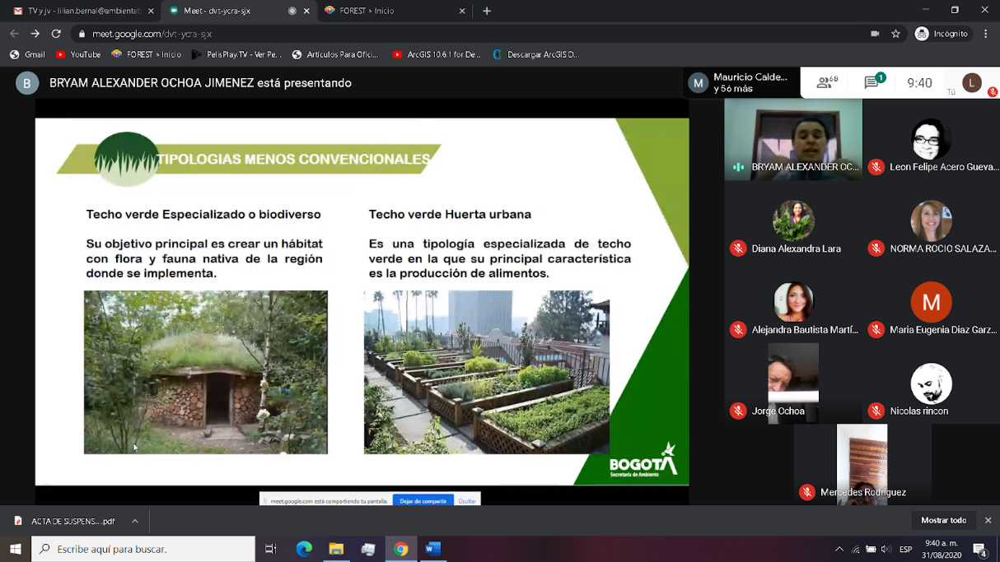 TV y jv - lilian.bernal@ambientebo
Meet - dvt-ycra-sjx
FOREST > Inicio
meet.google.com/dvt-ycra-sjx
Incógnito
Gmail
YouTube
FOREST > Inicio
PelisPlay.TV - Ver Pe...
Artículos Para Ofici...
ArcGIS 10.6.1 for De...
Descargar ArcGIS D...
B
BRYAM ALEXANDER OCHOA JIMENEZ está presentando
M
Mauricio Calde...
y 56 más
68
1
9:40
Tú
L
TIPOLOGIAS MENOS CONVENCIONALES
Techo verde Especializado o biodiverso
Su objetivo principal es crear un hábitat
con flora y fauna nativa de la región
donde se implementa.
Techo verde Huerta urbana
Es una tipología especializada de techo
verde en la que su principal característica
es la producción de alimentos.
BOGOTÁ
Secretaría de Ambiente
BRYAM ALEXANDER OC...
Leon Felipe Acero Gueva...
Diana Alexandra Lara
NORMA ROCIO SALAZA...
Alejandra Bautista Martí...
M
Maria Eugenia Diaz Garz...
Jorge Ochoa
Nicolas rincon
Mercedes Rodríguez
meet.google.com está compartiendo tu pantalla.
Dejar de compartir
Ocultar
ACTA DE SUSPENS....pdf
Mostrar todo
Escribe aquí para buscar.
ESP
9:40 a. m.
31/08/2020
4